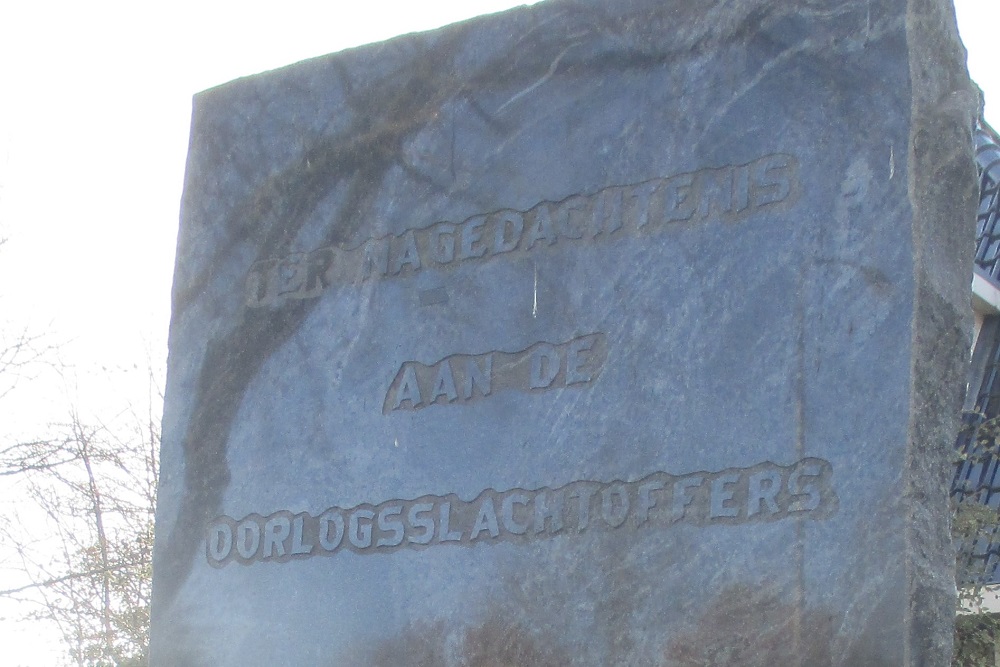 TER NAGEDACHTENIS
AAN DE
OORLOGSSLACHTOFFERS